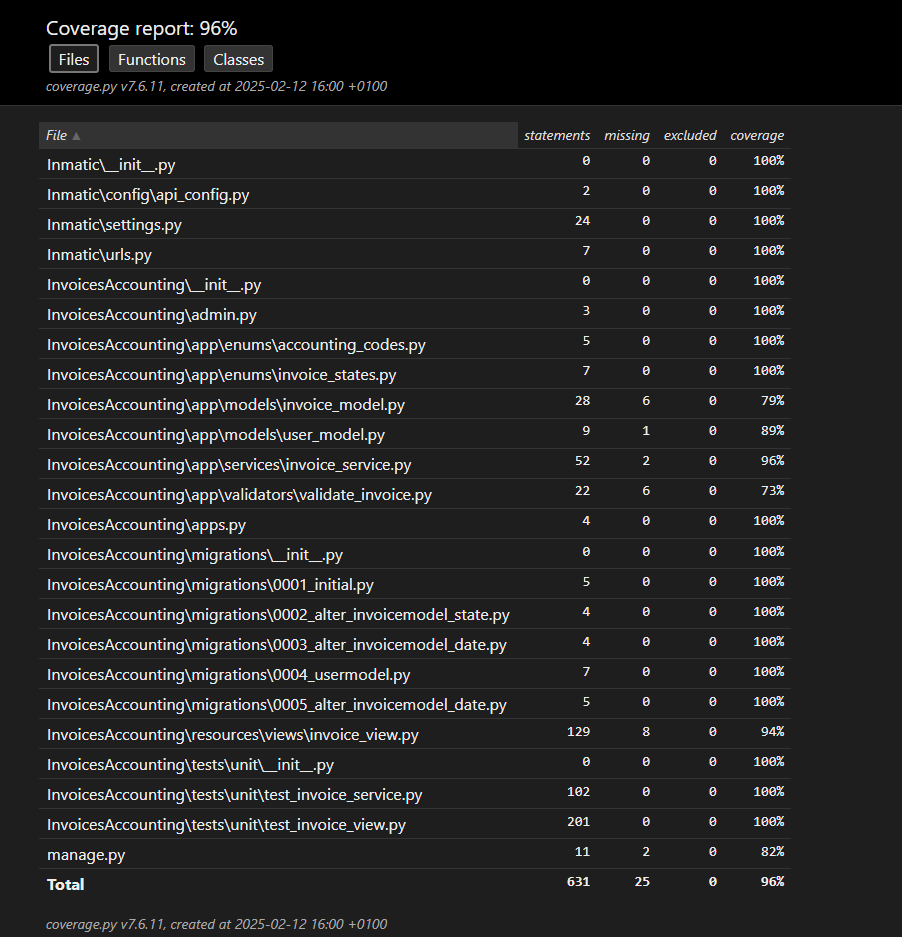 Coverage report: 96%
Files Functions Classes
coverage.py v7.6.11, created at 2025-02-12 16:00 +0100
File ▲ statements missing excluded coverage
Inmatic\__init__.py 0 0 0 100%
Inmatic\config\api_config.py 2 0 0 100%
Inmatic\settings.py 24 0 0 100%
Inmatic\urls.py 7 0 0 100%
InvoicesAccounting\__init__.py 0 0 0 100%
InvoicesAccounting\admin.py 3 0 0 100%
InvoicesAccounting\app\enums\accounting_codes.py 5 0 0 100%
InvoicesAccounting\app\enums\invoice_states.py 7 0 0 100%
InvoicesAccounting\app\models\invoice_model.py 28 6 0 79%
InvoicesAccounting\app\models\user_model.py 9 1 0 89%
InvoicesAccounting\app\services\invoice_service.py 52 2 0 96%
InvoicesAccounting\app\validators\validate_invoice.py 22 6 0 73%
InvoicesAccounting\apps.py 4 0 0 100%
InvoicesAccounting\migrations\__init__.py 0 0 0 100%
InvoicesAccounting\migrations\0001_initial.py 5 0 0 100%
InvoicesAccounting\migrations\0002_alter_invoicemodel_state.py 4 0 0 100%
InvoicesAccounting\migrations\0003_alter_invoicemodel_date.py 4 0 0 100%
InvoicesAccounting\migrations\0004_usermodel.py 7 0 0 100%
InvoicesAccounting\migrations\0005_alter_invoicemodel_date.py 5 0 0 100%
InvoicesAccounting\resources\views\invoice_view.py 129 8 0 94%
InvoicesAccounting\tests\unit\__init__.py 0 0 0 100%
InvoicesAccounting\tests\unit\test_invoice_service.py 102 0 0 100%
InvoicesAccounting\tests\unit\test_invoice_view.py 201 0 0 100%
manage.py 11 2 0 82%
Total 631 25 0 96%
coverage.py v7.6.11, created at 2025-02-12 16:00 +0100